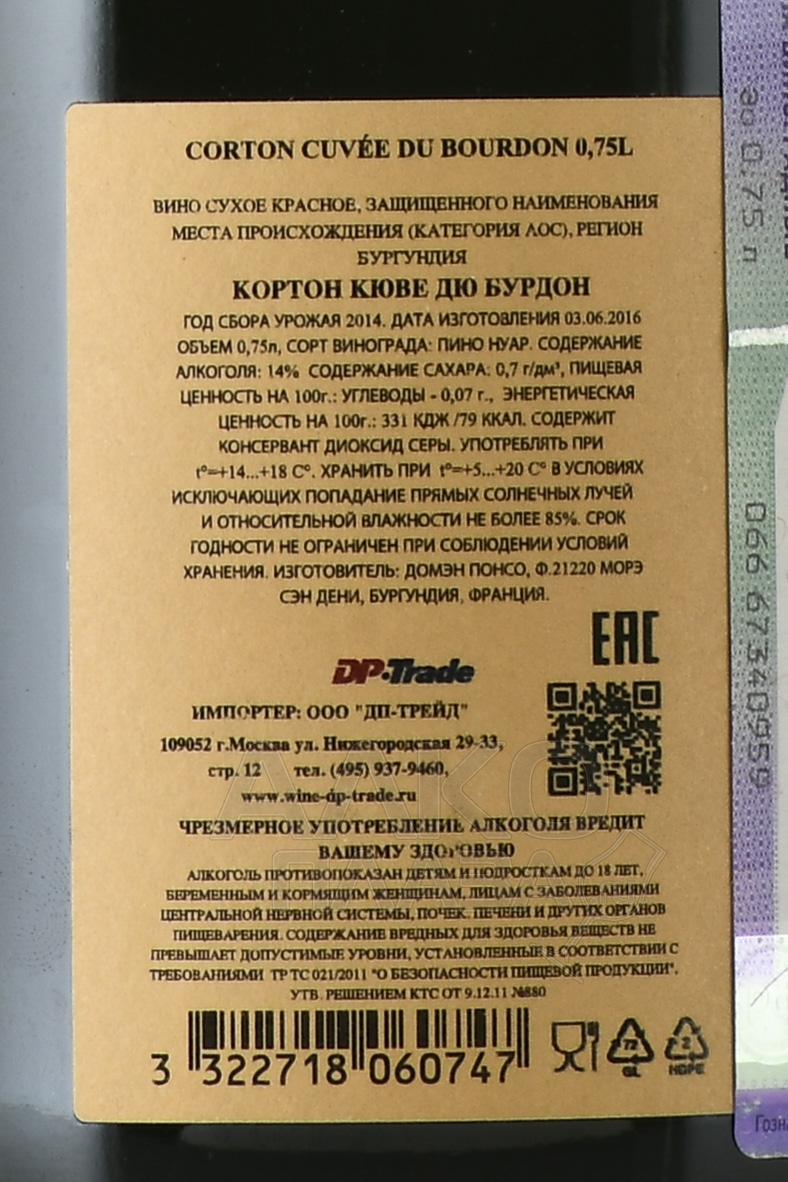 CORTON CUVÉE DU BOURDON 0,75L
ВИНО СУХОЕ КРАСНОЕ, ЗАЩИЩЕННОГО НАИМЕНОВАНИЯ
МЕСТА ПРОИСХОЖДЕНИЯ (КАТЕГОРИЯ АОС), РЕГИОН
БУРГУНДИЯ
КОРТОН КЮВЕ ДЮ БУРДОН
ГОД СБОРА УРОЖАЯ 2014. ДАТА ИЗГОТОВЛЕНИЯ 03.06.2016
ОБЪЕМ 0,75л, СОРТ ВИНОГРАДА: ПИНО НУАР. СОДЕРЖАНИЕ
АЛКОГОЛЯ: 14% СОДЕРЖАНИЕ САХАРА: 0,7 г/дм³, ПИЩЕВАЯ
ЦЕННОСТЬ НА 100г.: УГЛЕВОДЫ - 0,07 г., ЭНЕРГЕТИЧЕСКАЯ
ЦЕННОСТЬ НА 100г.: 331 КДЖ /79 ККАЛ. СОДЕРЖИТ
КОНСЕРВАНТ ДИОКСИД СЕРЫ. УПОТРЕБЛЯТЬ ПРИ
t°=+14...+18 C°. ХРАНИТЬ ПРИ t°=+5...+20 C° В УСЛОВИЯХ
ИСКЛЮЧАЮЩИХ ПОПАДАНИЕ ПРЯМЫХ СОЛНЕЧНЫХ ЛУЧЕЙ
И ОТНОСИТЕЛЬНОЙ ВЛАЖНОСТИ НЕ БОЛЕЕ 85%. СРОК
ГОДНОСТИ НЕ ОГРАНИЧЕН ПРИ СОБЛЮДЕНИИ УСЛОВИЙ
ХРАНЕНИЯ. ИЗГОТОВИТЕЛЬ: ДОМЭН ПОНСО, Ф.21220 МОРЭ
СЭН ДЕНИ, БУРГУНДИЯ, ФРАНЦИЯ.
EAC
DP-Trade
ИМПОРТЕР: ООО "ДП-ТРЕЙД"
109052 г.Москва ул. Нижегородская 29-33,
стр. 12 тел. (495) 937-9460,
www.wine-dp-trade.ru
ЧРЕЗМЕРНОЕ УПОТРЕБЛЕНИЕ АЛКОГОЛЯ ВРЕДИТ
ВАШЕМУ ЗДОРОВЬЮ
АЛКОГОЛЬ ПРОТИВОПОКАЗАН ДЕТЯМ И ПОДРОСТКАМ ДО 18 ЛЕТ,
БЕРЕМЕННЫМ И КОРМЯЩИМ ЖЕНЩИНАМ, ЛИЦАМ С ЗАБОЛЕВАНИЯМИ
ЦЕНТРАЛЬНОЙ НЕРВНОЙ СИСТЕМЫ, ПОЧЕК, ПЕЧЕНИ И ДРУГИХ ОРГАНОВ
ПИЩЕВАРЕНИЯ. СОДЕРЖАНИЕ ВРЕДНЫХ ДЛЯ ЗДОРОВЬЯ ВЕЩЕСТВ НЕ
ПРЕВЫШАЕТ ДОПУСТИМЫЕ УРОВНИ, УСТАНОВЛЕННЫЕ В СООТВЕТСТВИИ С
ТРЕБОВАНИЯМИ ТР ТС 021/2011 "О БЕЗОПАСНОСТИ ПИЩЕВОЙ ПРОДУКЦИИ",
УТВ. РЕШЕНИЕМ КТС ОТ 9.12.11 №880
3 322718 060747
72
GL
2
HDPE
до 0,75 л
066 67340959
Гозн